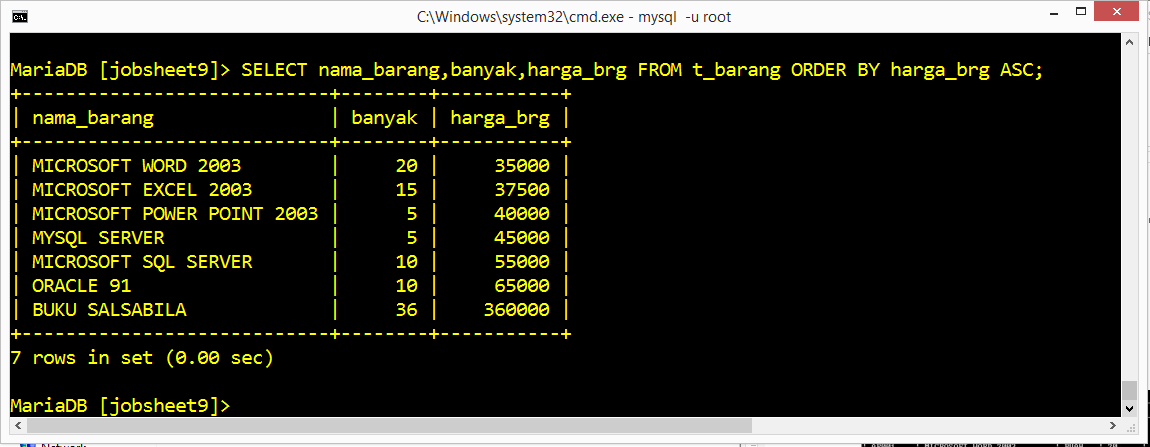 C:\Windows\system32\cmd.exe - mysql -u root
MariaDB [jobsheet9]> SELECT nama_barang,banyak,harga_brg FROM t_barang ORDER BY harga_brg ASC;
+----------------------------+--------+-----------+
| nama_barang                | banyak | harga_brg |
+----------------------------+--------+-----------+
| MICROSOFT WORD 2003        |     20 |     35000 |
| MICROSOFT EXCEL 2003       |     15 |     37500 |
| MICROSOFT POWER POINT 2003 |      5 |     40000 |
| MYSQL SERVER               |      5 |     45000 |
| MICROSOFT SQL SERVER       |     10 |     55000 |
| ORACLE 91                  |     10 |     65000 |
| BUKU SALSABILA             |     36 |    360000 |
+----------------------------+--------+-----------+
7 rows in set (0.00 sec)
MariaDB [jobsheet9]>